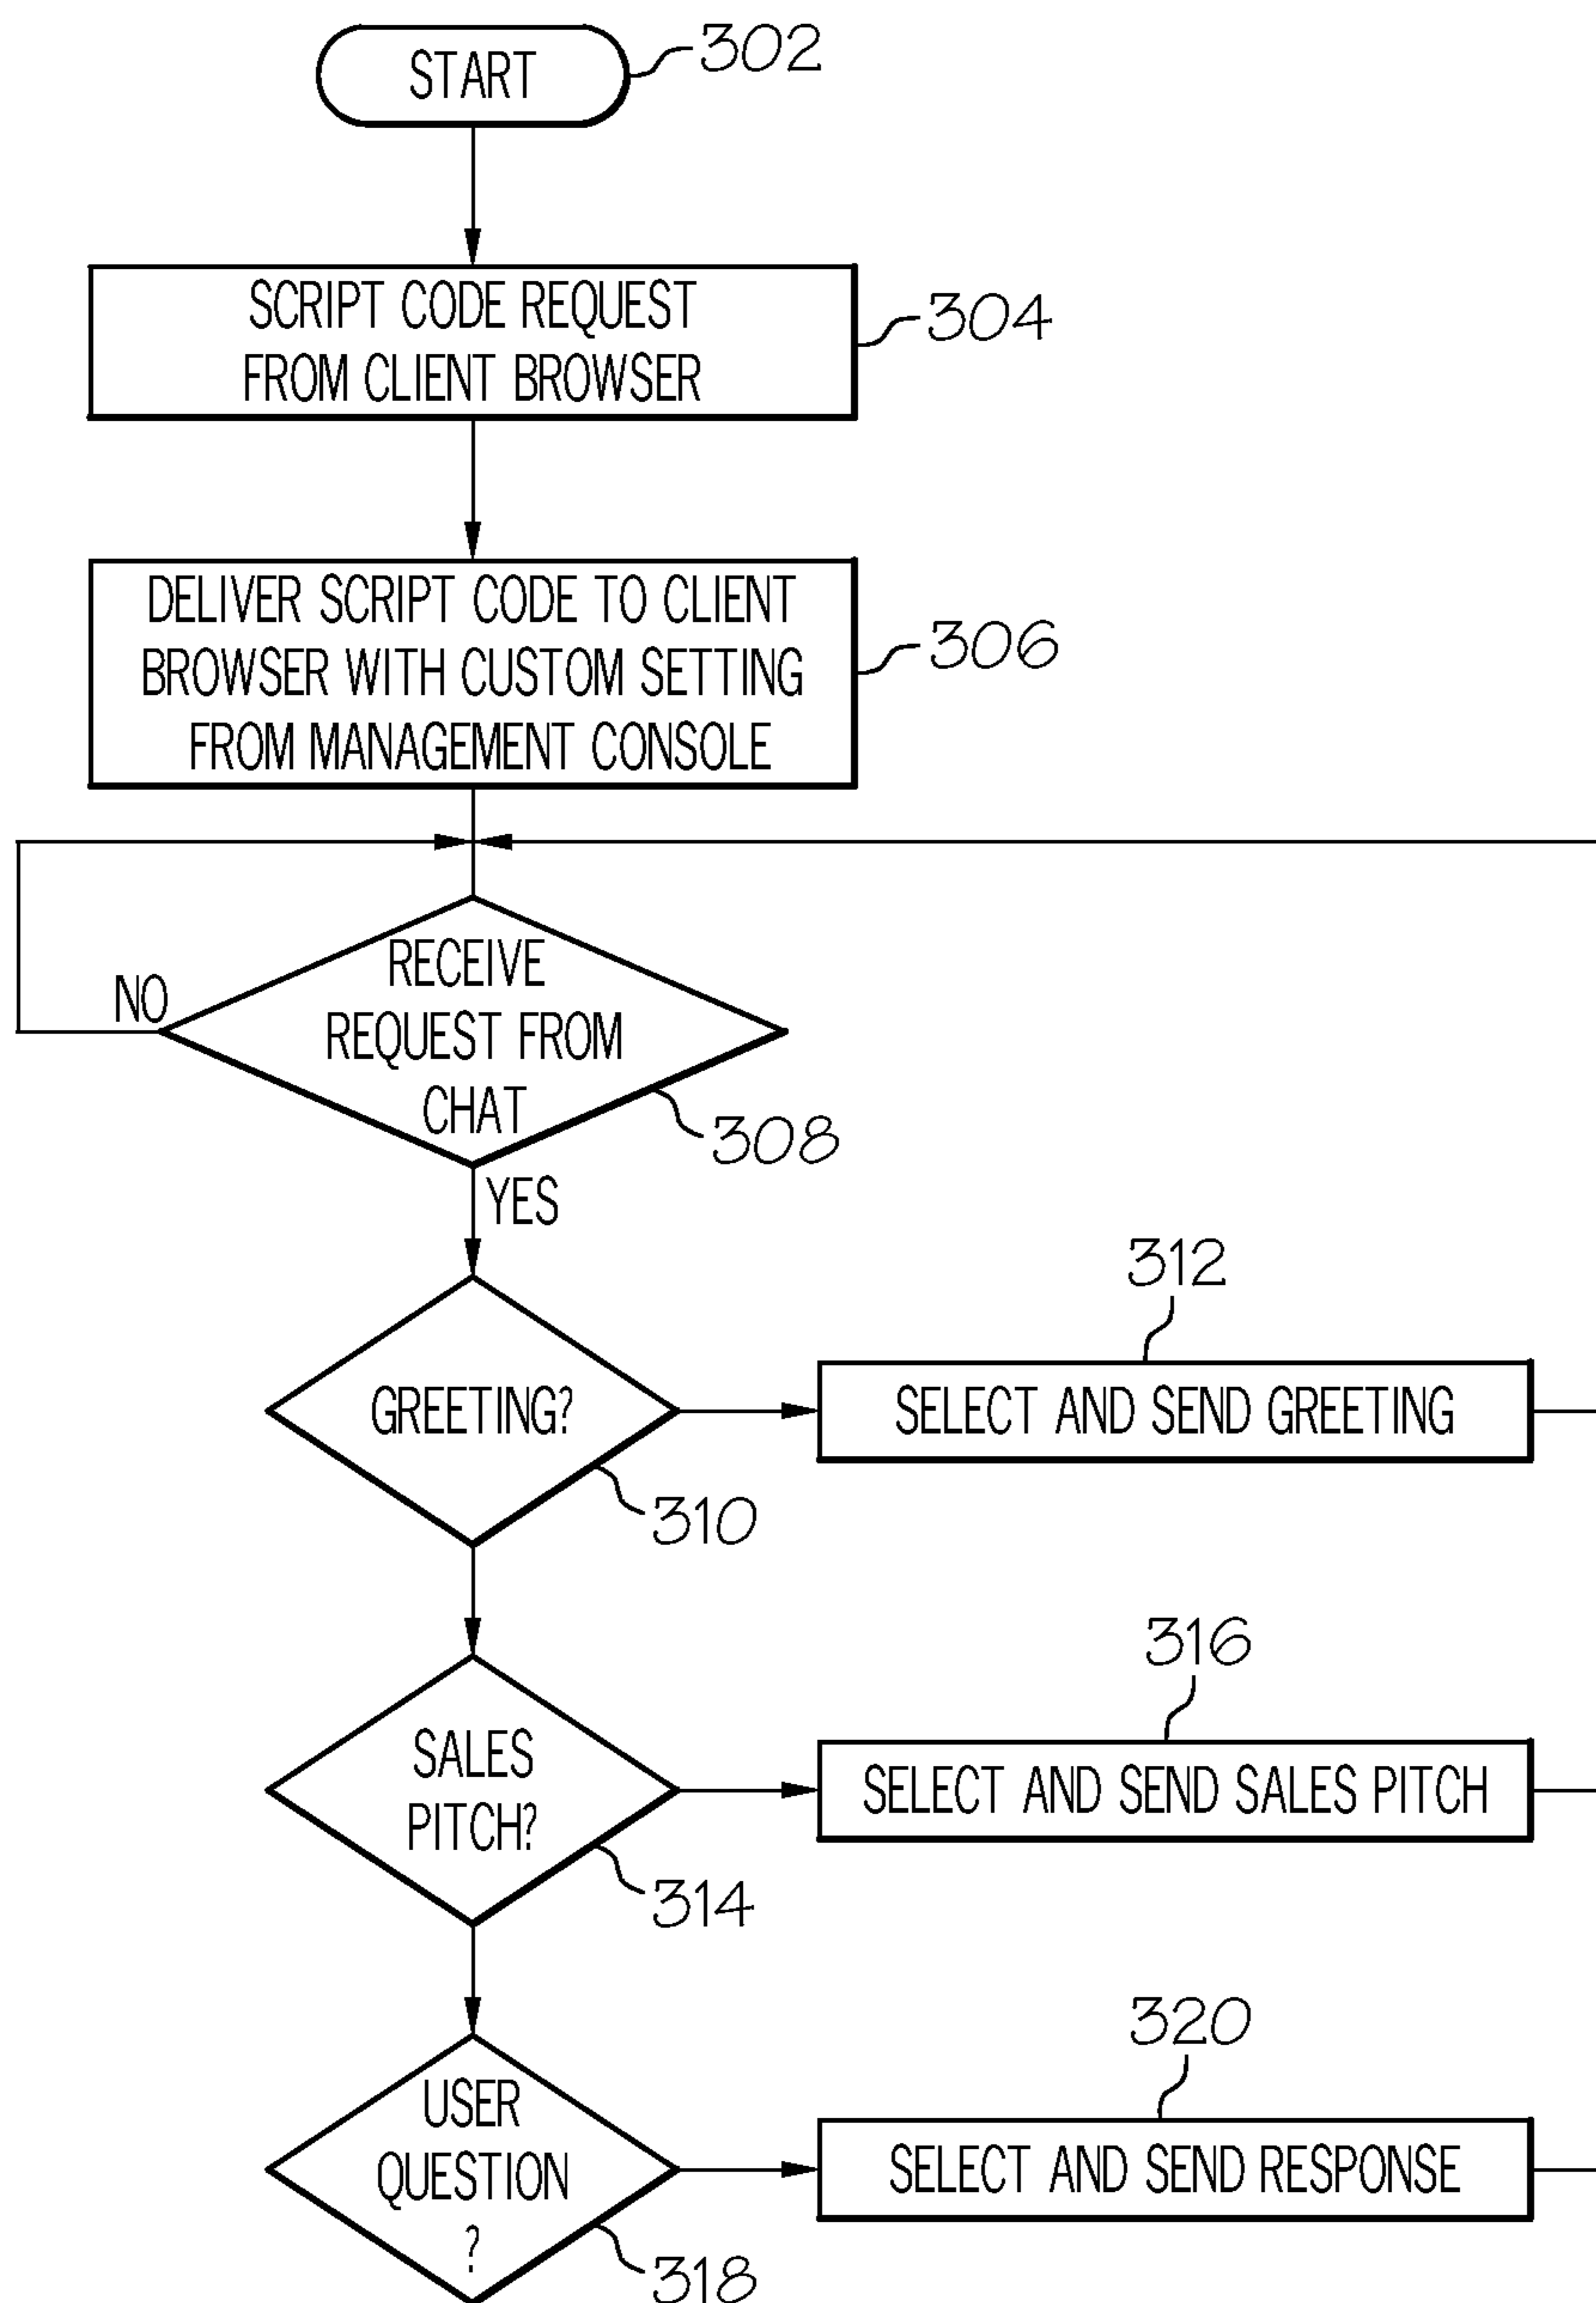 START
302
SCRIPT CODE REQUEST
FROM CLIENT BROWSER
304
DELIVER SCRIPT CODE TO CLIENT
BROWSER WITH CUSTOM SETTING
FROM MANAGEMENT CONSOLE
306
NO
RECEIVE
REQUEST FROM
CHAT
308
YES
312
GREETING?
SELECT AND SEND GREETING
310
316
SALES
PITCH?
SELECT AND SEND SALES PITCH
314
320
USER
QUESTION
?
SELECT AND SEND RESPONSE
318